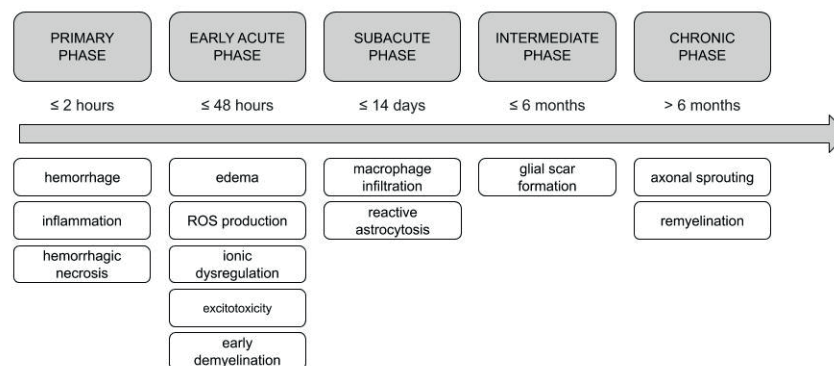 PRIMARY
PHASE
EARLY ACUTE
PHASE
SUBACUTE
PHASE
INTERMEDIATE
PHASE
CHRONIC
PHASE
≤ 2 hours
≤ 48 hours
≤ 14 days
≤ 6 months
> 6 months
hemorrhage
inflammation
hemorrhagic
necrosis
edema
ROS production
ionic
dysregulation
excitotoxicity
early
demyelination
macrophage
infiltration
reactive
astrocytosis
glial scar
formation
axonal sprouting
remyelination